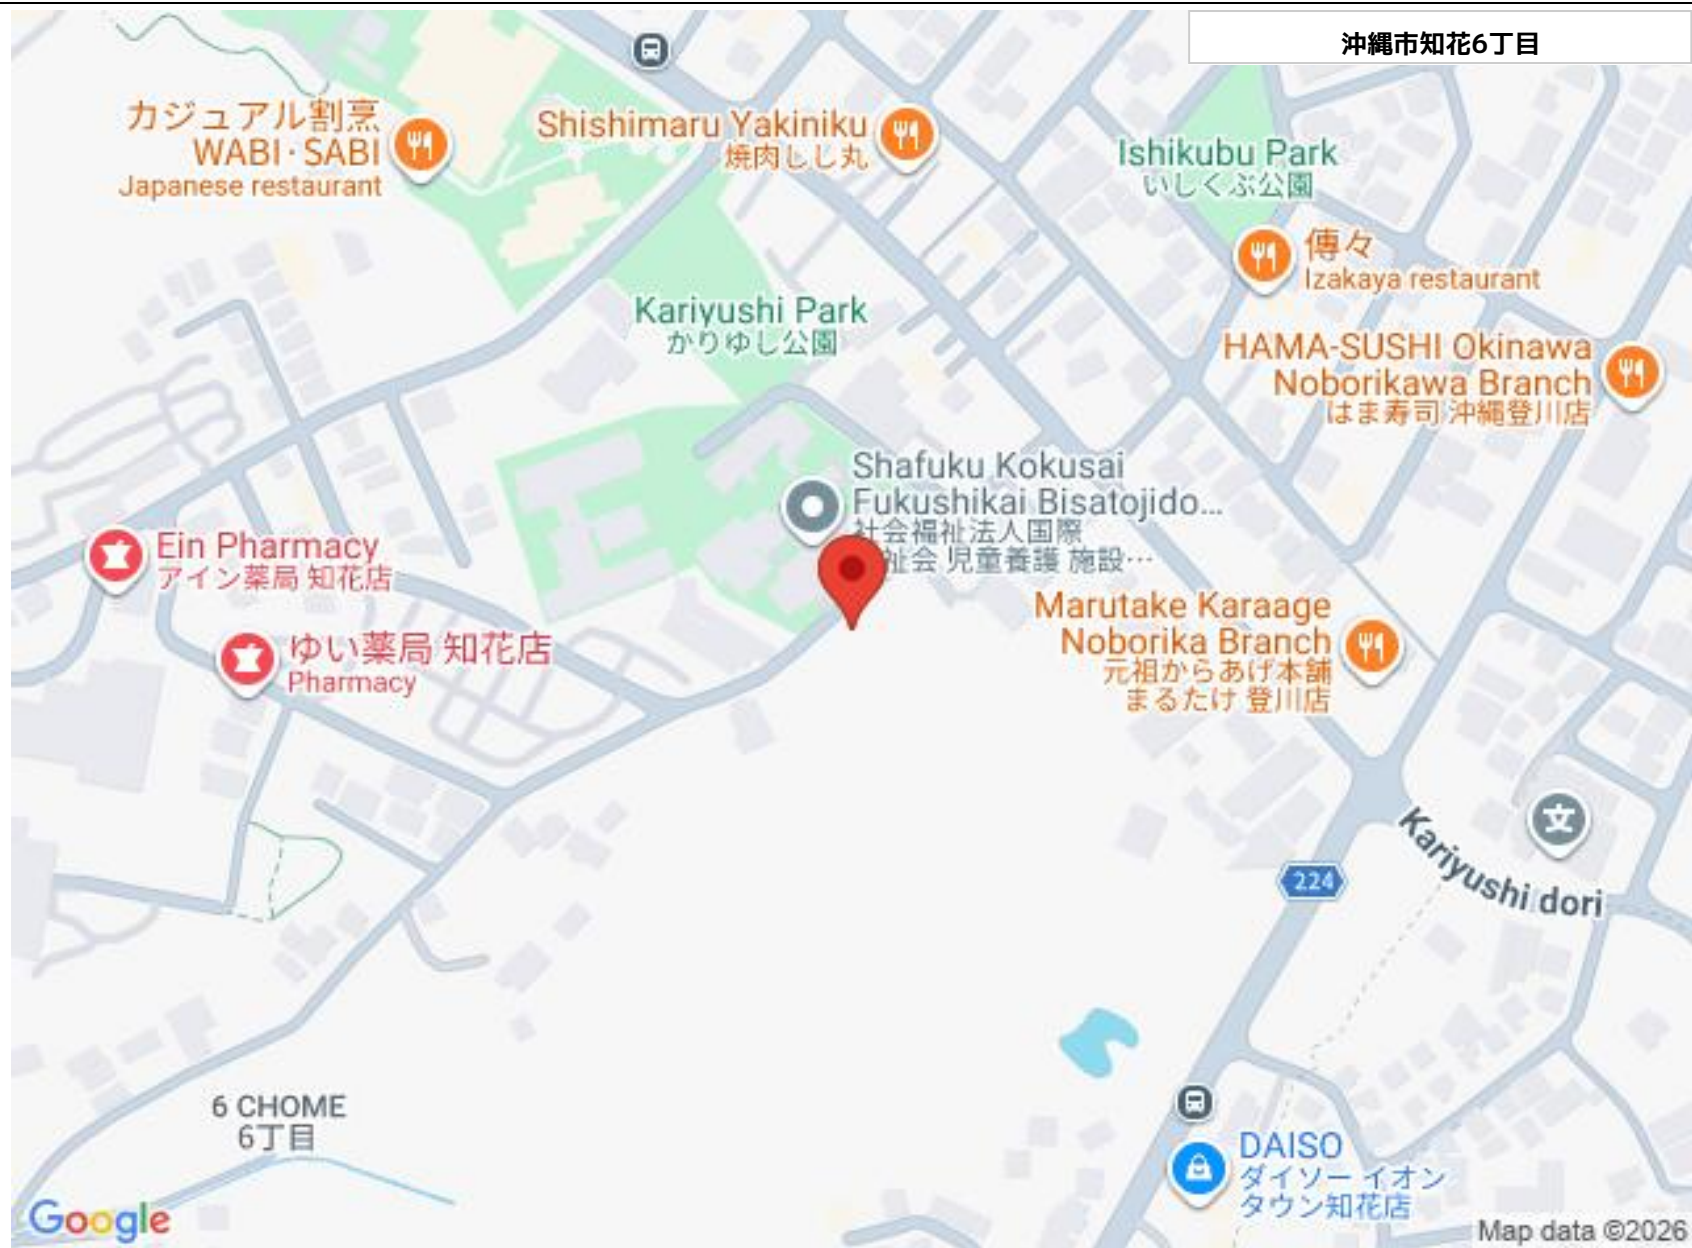 沖縄市知花6丁目
カジュアル割烹
WABI · SABI
Japanese restaurant
Shishimaru Yakiniku
焼肉しし丸
Ishikubu Park
いしくぶ公園
傳々
Izakaya restaurant
Kariyushi Park
かりゆし公園
HAMA-SUSHI Okinawa
Noborikawa Branch
はま寿司 沖縄登川店
Shafuku Kokusai
Fukushikai Bisatojido...
社会福祉法人国際
祉会 児童養護 施設…
Ein Pharmacy
アイン薬局 知花店
ゆい薬局 知花店
Pharmacy
Marutake Karaage
Noborika Branch
元祖からあげ本舗
まるたけ 登川店
文
Kariyushi dori
224
6 CHOME
6丁目
DAISO
ダイソー イオン
タウン知花店
Google
Map data ©2026